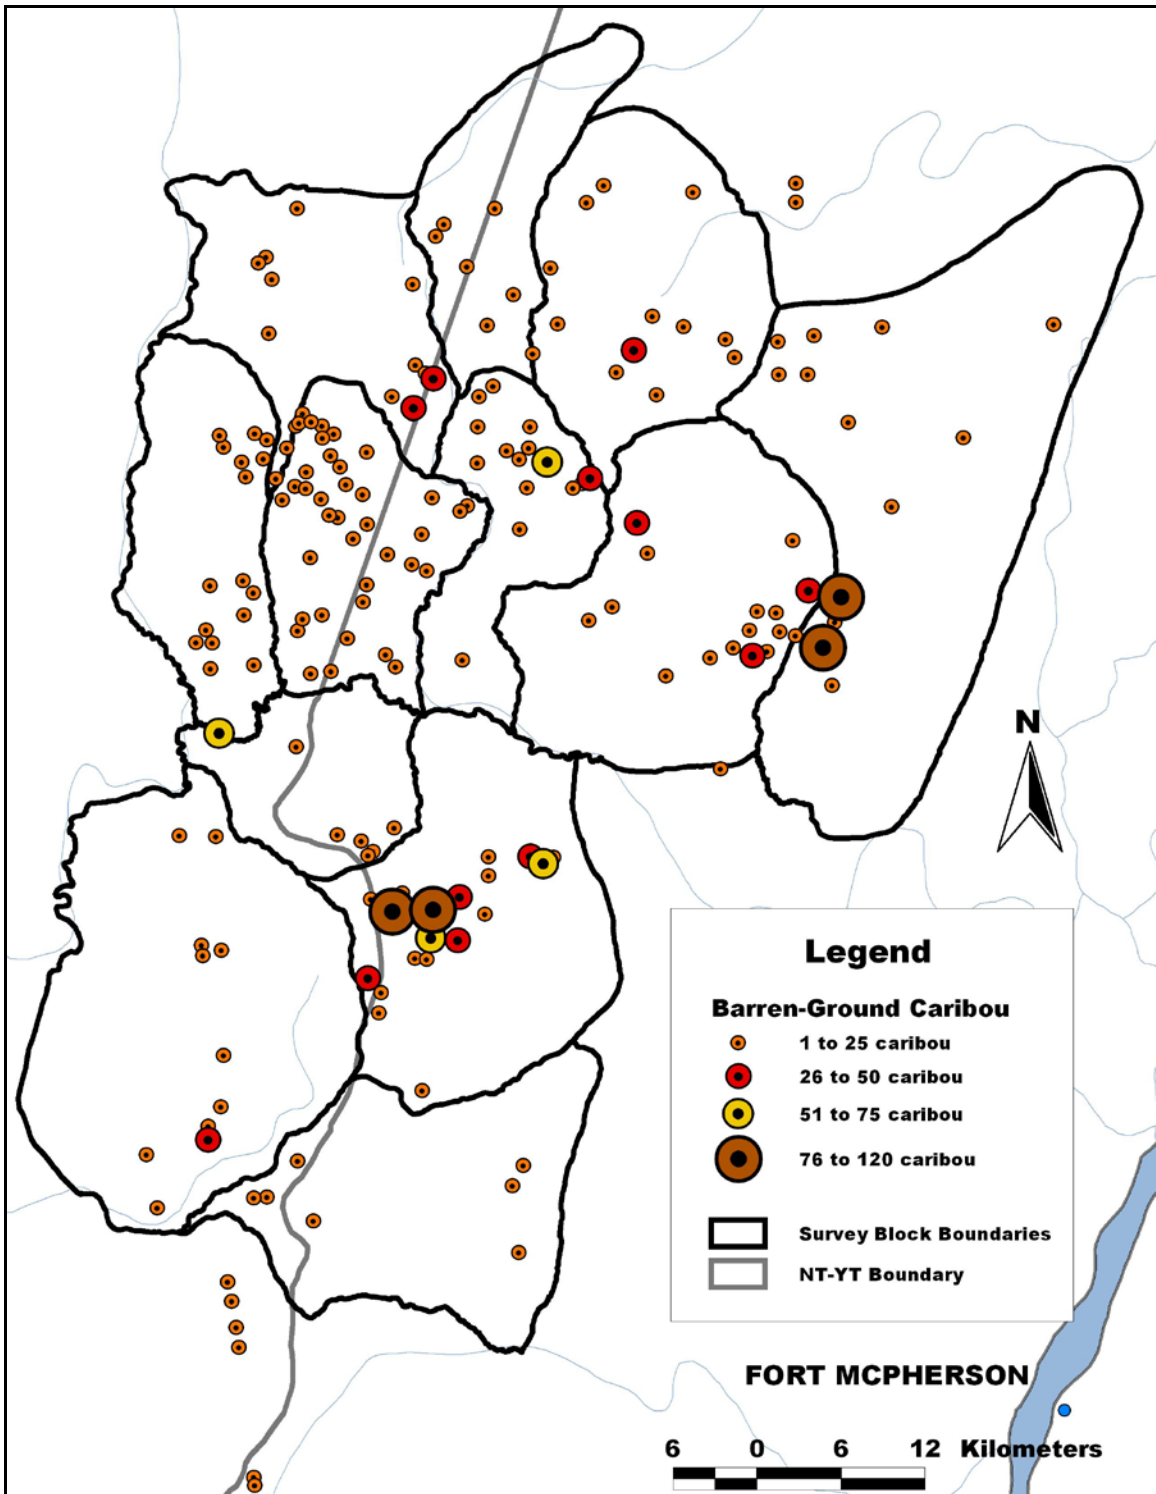 N
Legend
Barren-Ground Caribou
1 to 25 caribou
26 to 50 caribou
51 to 75 caribou
76 to 120 caribou
Survey Block Boundaries
NT-YT Boundary
FORT MCPHERSON
6 0 6 12 Kilometers